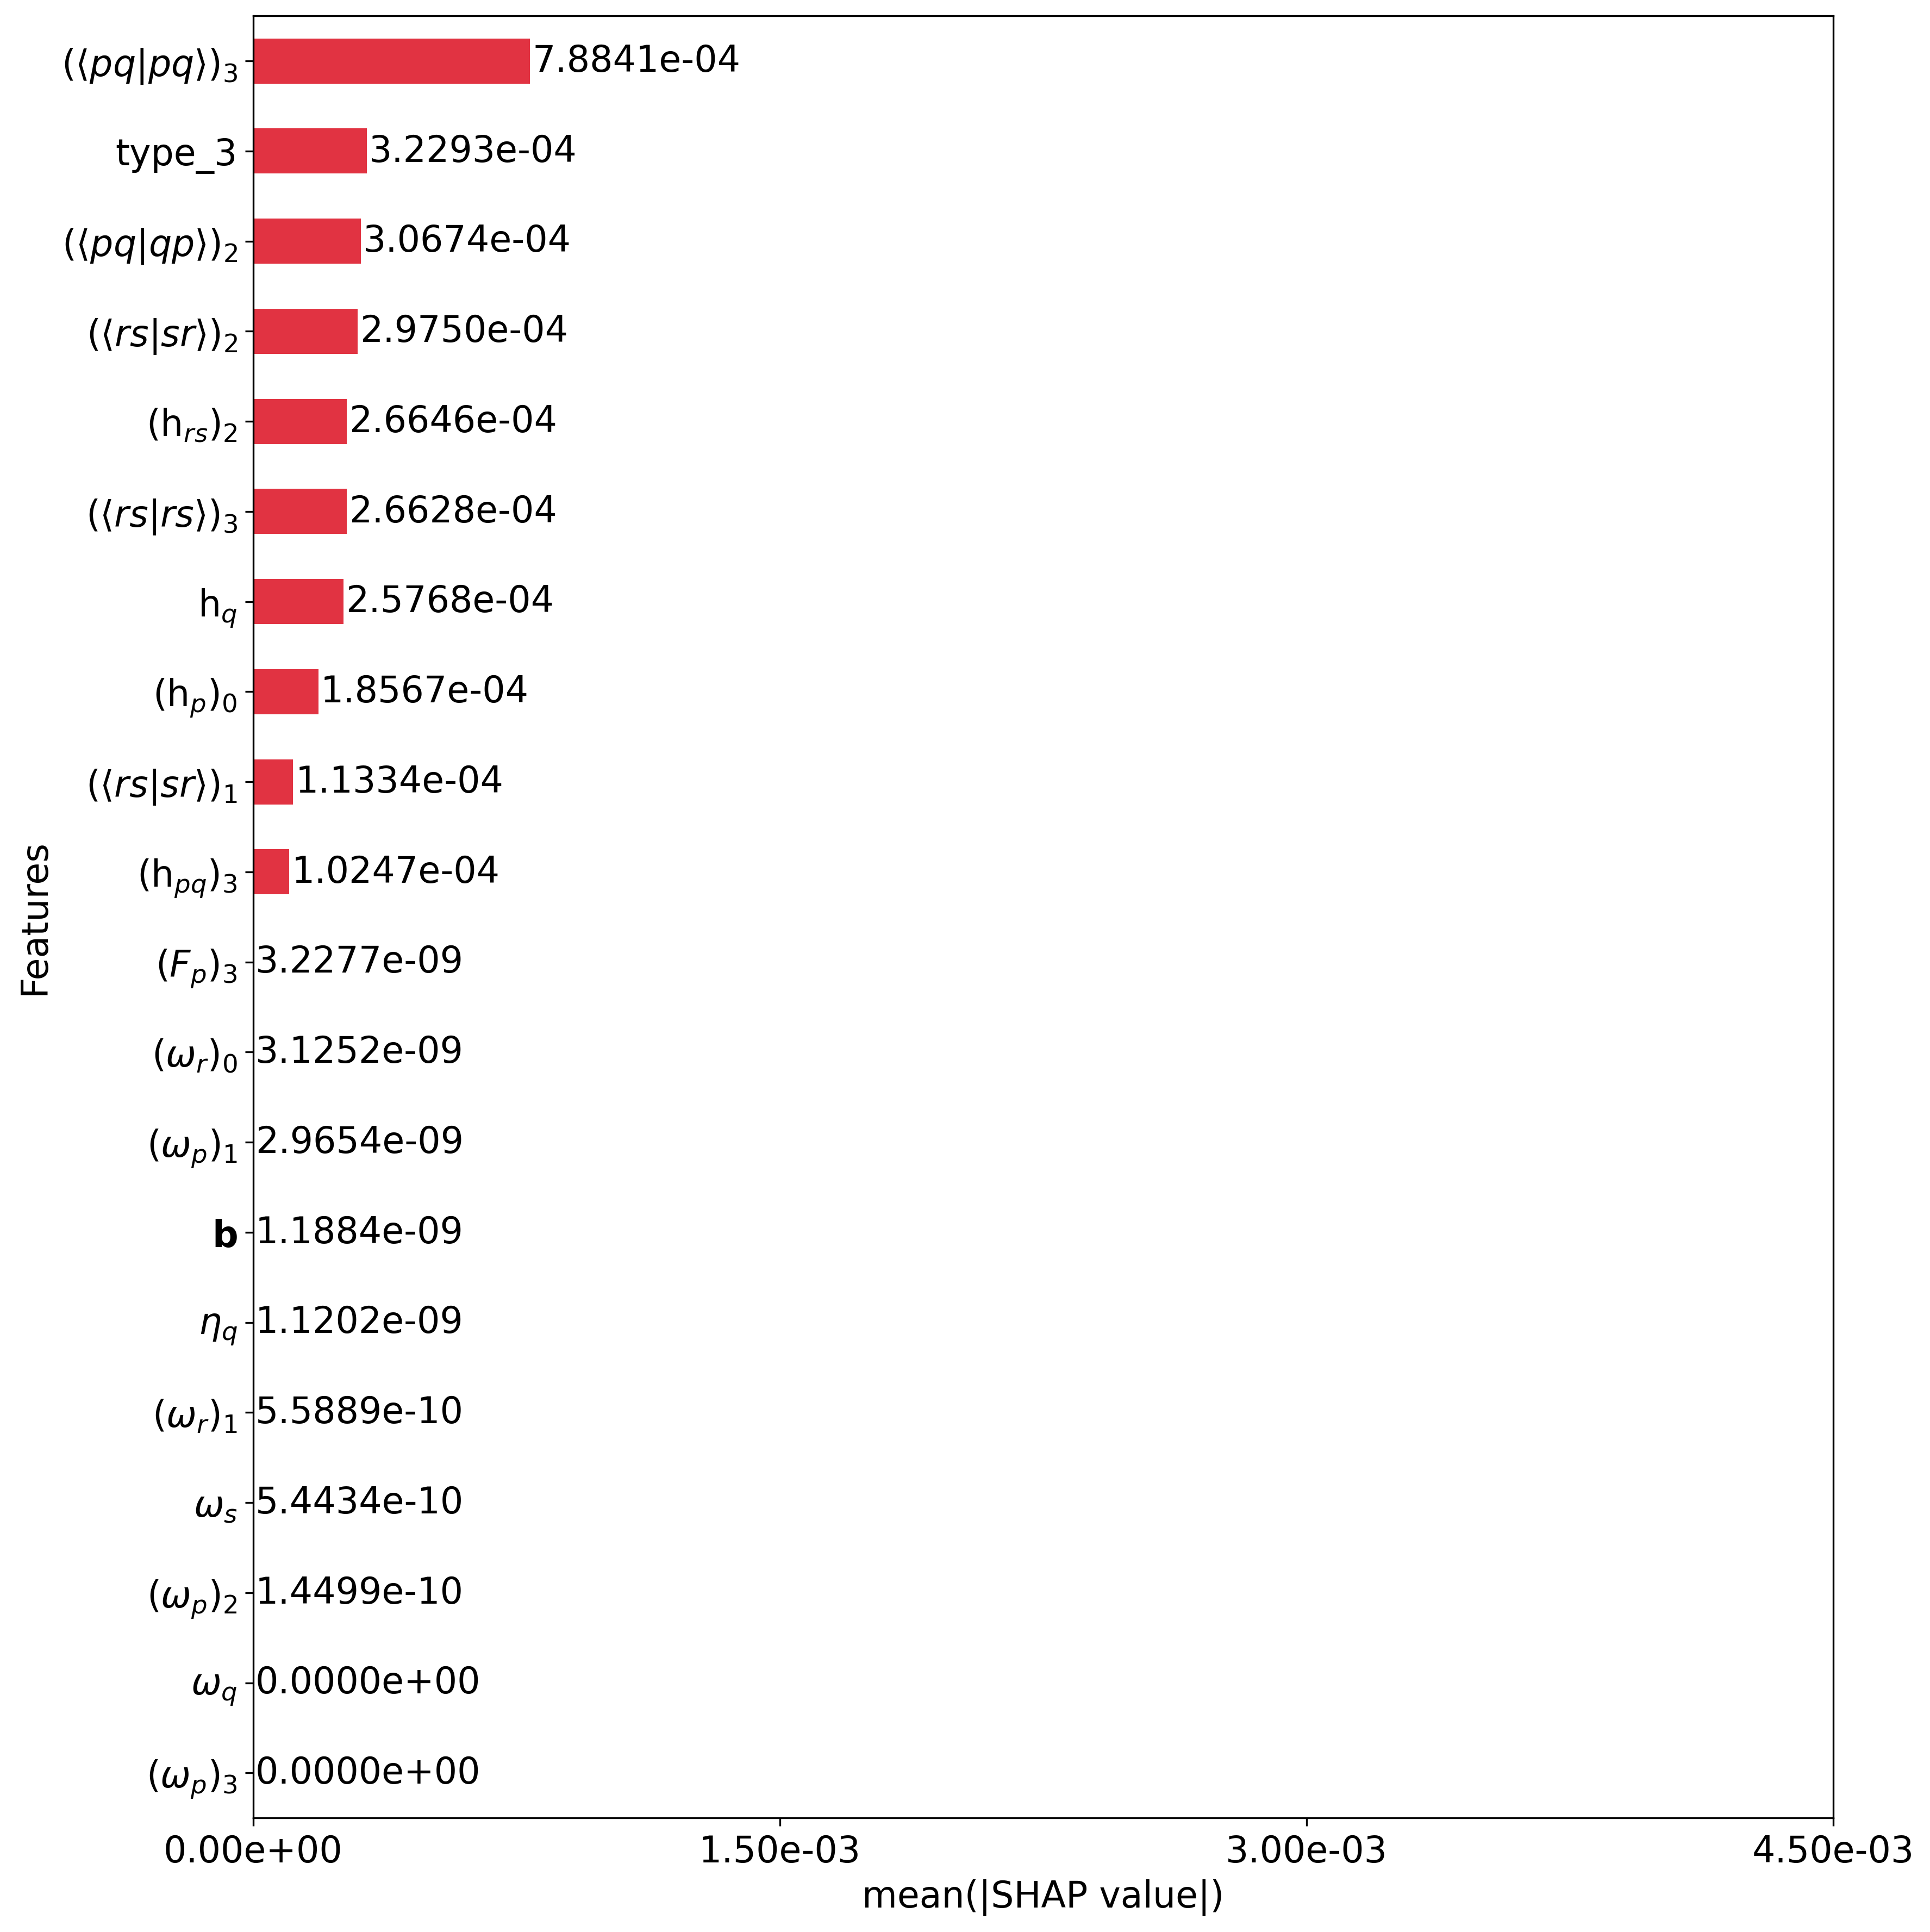 (⟨pq|pq⟩)₃ 7.8841e-04
type_3 3.2293e-04
(⟨pq|qp⟩)₂ 3.0674e-04
(⟨rs|sr⟩)₂ 2.9750e-04
(h_rs)₂ 2.6646e-04
(⟨rs|rs⟩)₃ 2.6628e-04
h_q 2.5768e-04
(h_p)₀ 1.8567e-04
(⟨rs|sr⟩)₁ 1.1334e-04
(h_pq)₃ 1.0247e-04
(F_p)₃ 3.2277e-09
(ω_r)₀ 3.1252e-09
(ω_p)₁ 2.9654e-09
b 1.1884e-09
η_q 1.1202e-09
(ω_r)₁ 5.5889e-10
ω_s 5.4434e-10
(ω_p)₂ 1.4499e-10
ω_q 0.0000e+00
(ω_p)₃ 0.0000e+00
Features
0.00e+00 1.50e-03 3.00e-03 4.50e-03
mean(|SHAP value|)